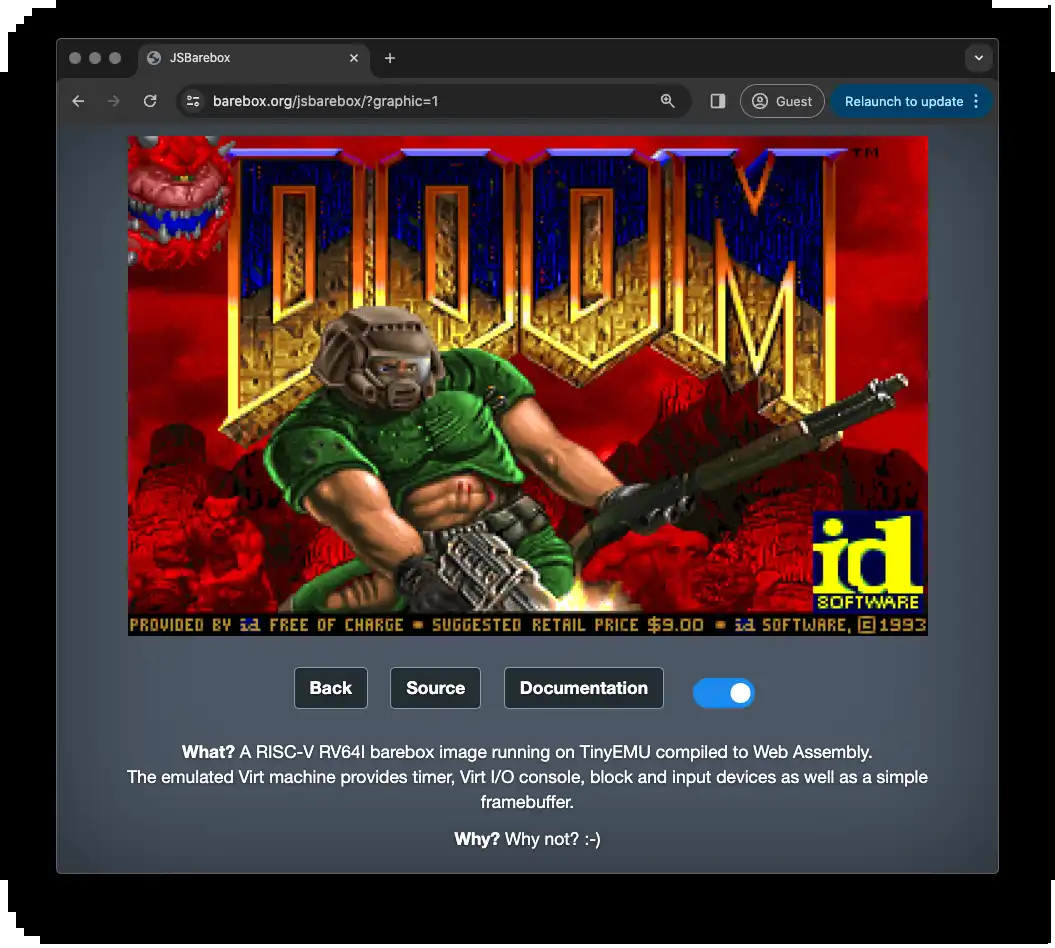 JSBarebox
barebox.org/jsbarebox/?graphic=1
Guest
Relaunch to update
DOOM
TM
id
SOFTWARE
PROVIDED BY id FREE OF CHARGE • SUGGESTED RETAIL PRICE $9.00 • id SOFTWARE, ©1993
Back
Source
Documentation
What? A RISC-V RV64I barebox image running on TinyEMU compiled to Web Assembly.
The emulated Virt machine provides timer, Virt I/O console, block and input devices as well as a simple
framebuffer.
Why? Why not? :-)